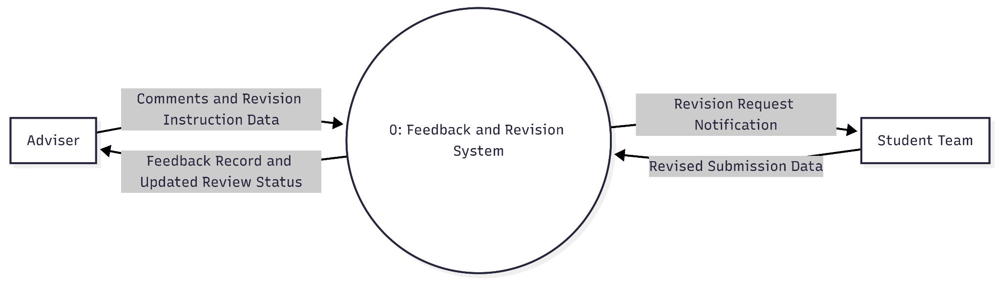 Adviser
Comments and Revision
Instruction Data
Feedback Record and
Updated Review Status
0: Feedback and Revision
System
Revision Request
Notification
Revised Submission Data
Student Team